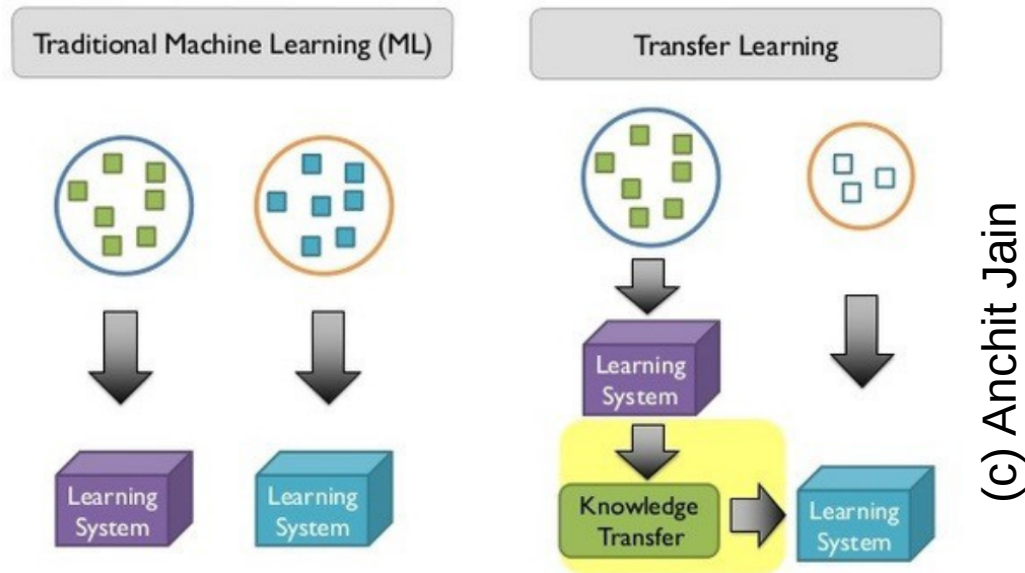 Traditional Machine Learning (ML)
Transfer Learning
Learning
System
Learning
System
Learning
System
Knowledge
Transfer
Learning
System
(c) Anchit Jain